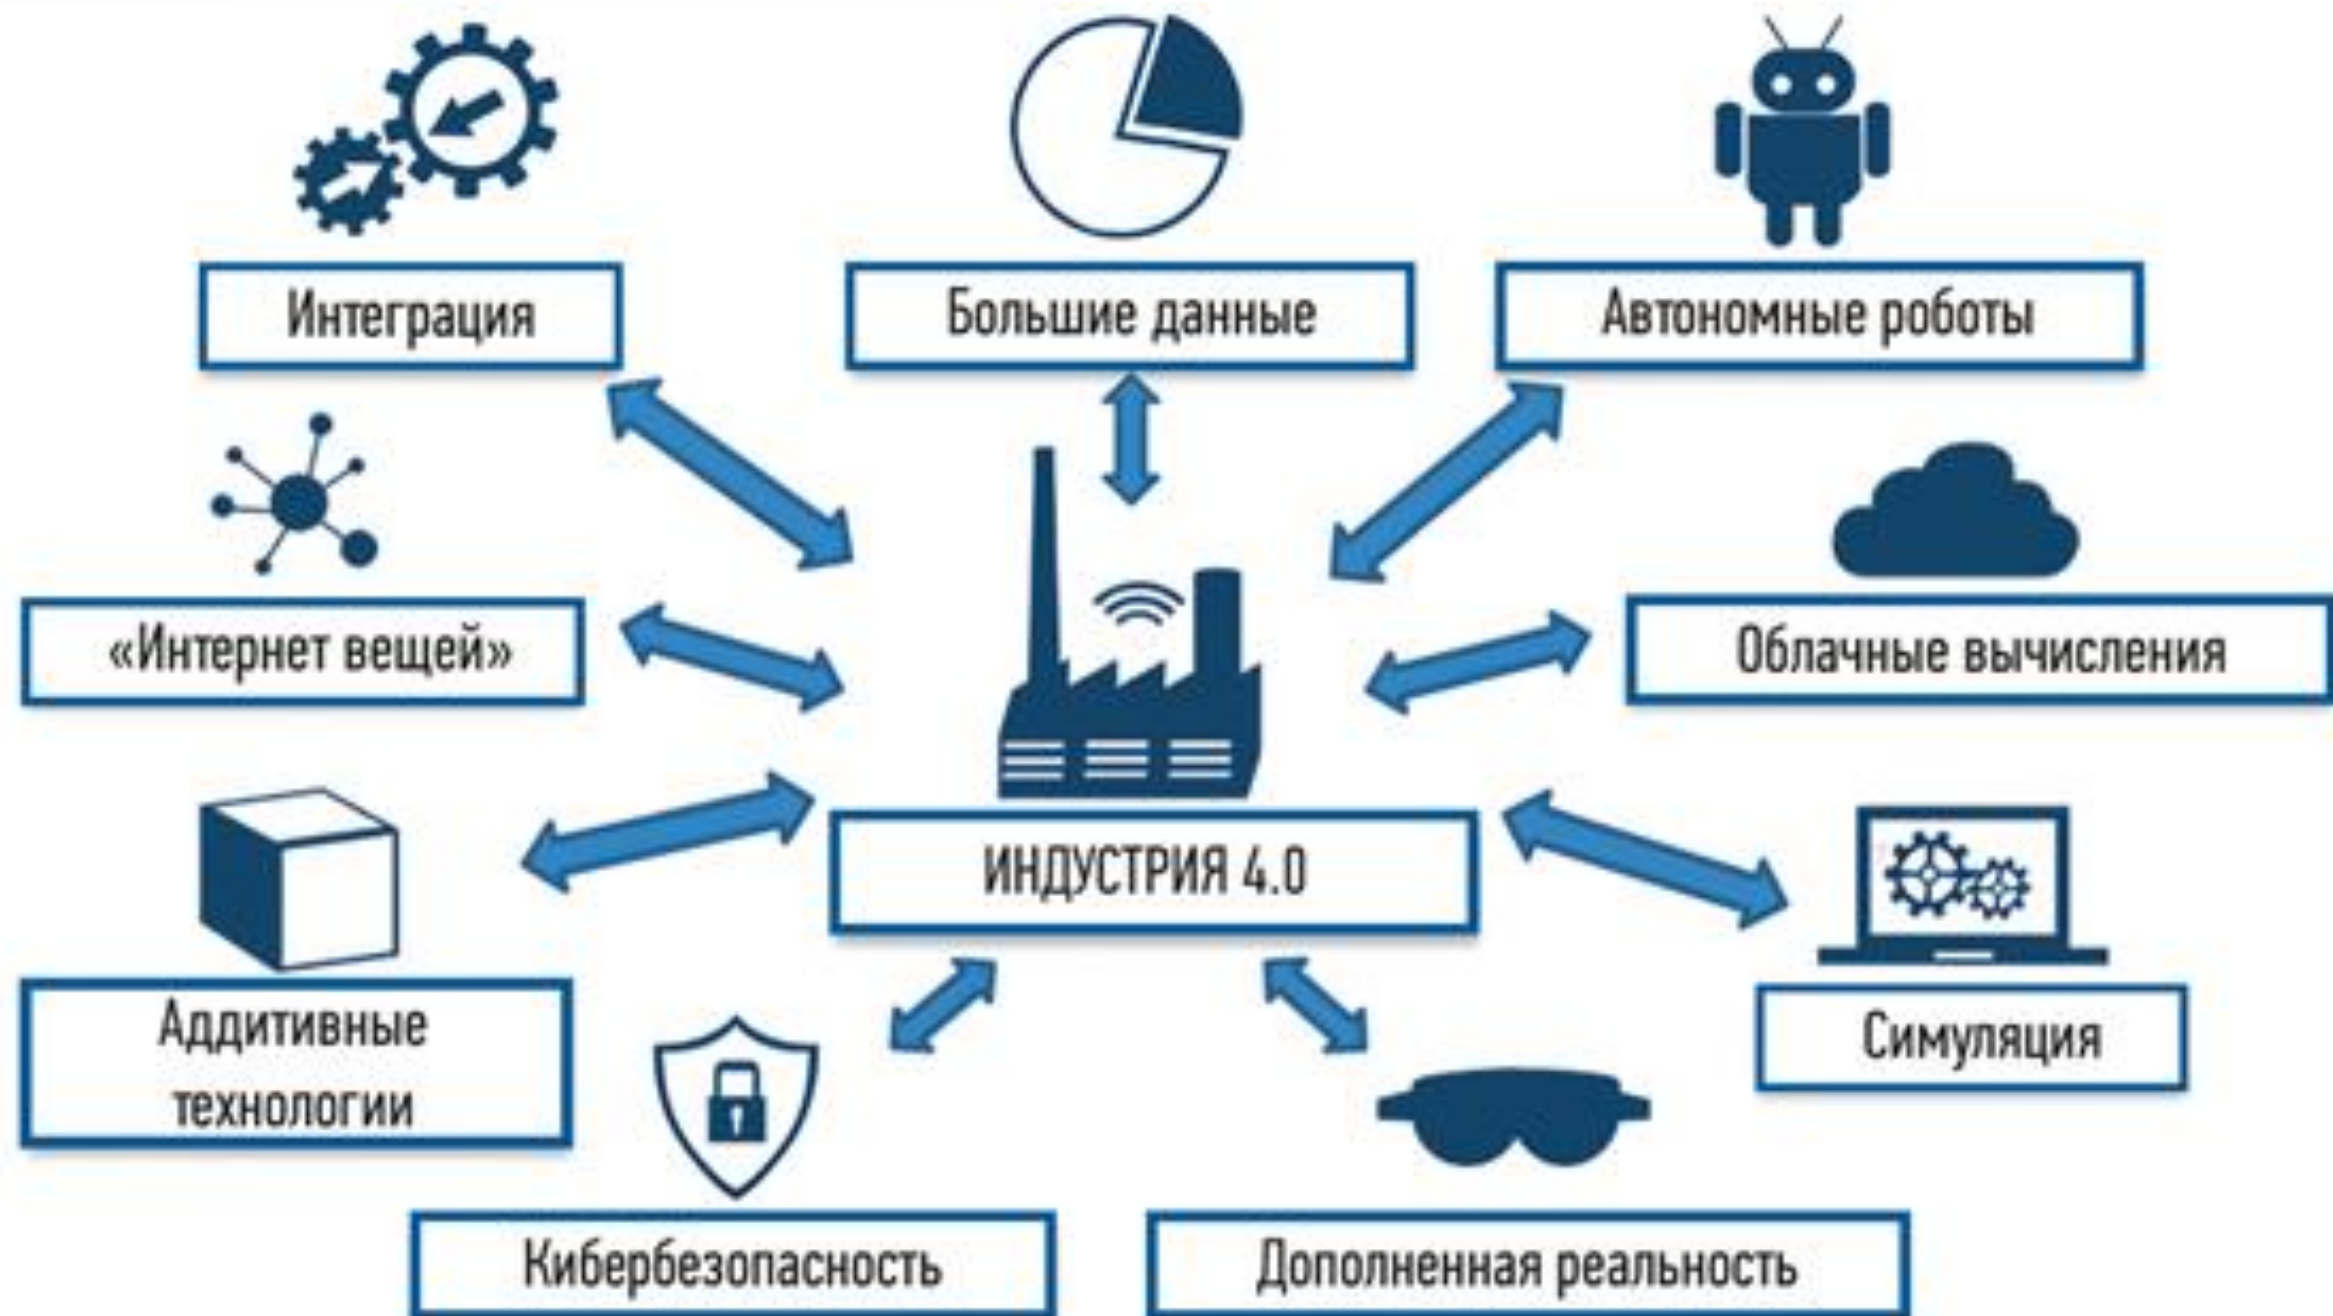 Интеграция
Большие данные
Автономные роботы
«Интернет вещей»
Облачные вычисления
ИНДУСТРИЯ 4.0
Аддитивные
технологии
Симуляция
Кибербезопасность
Дополненная реальность